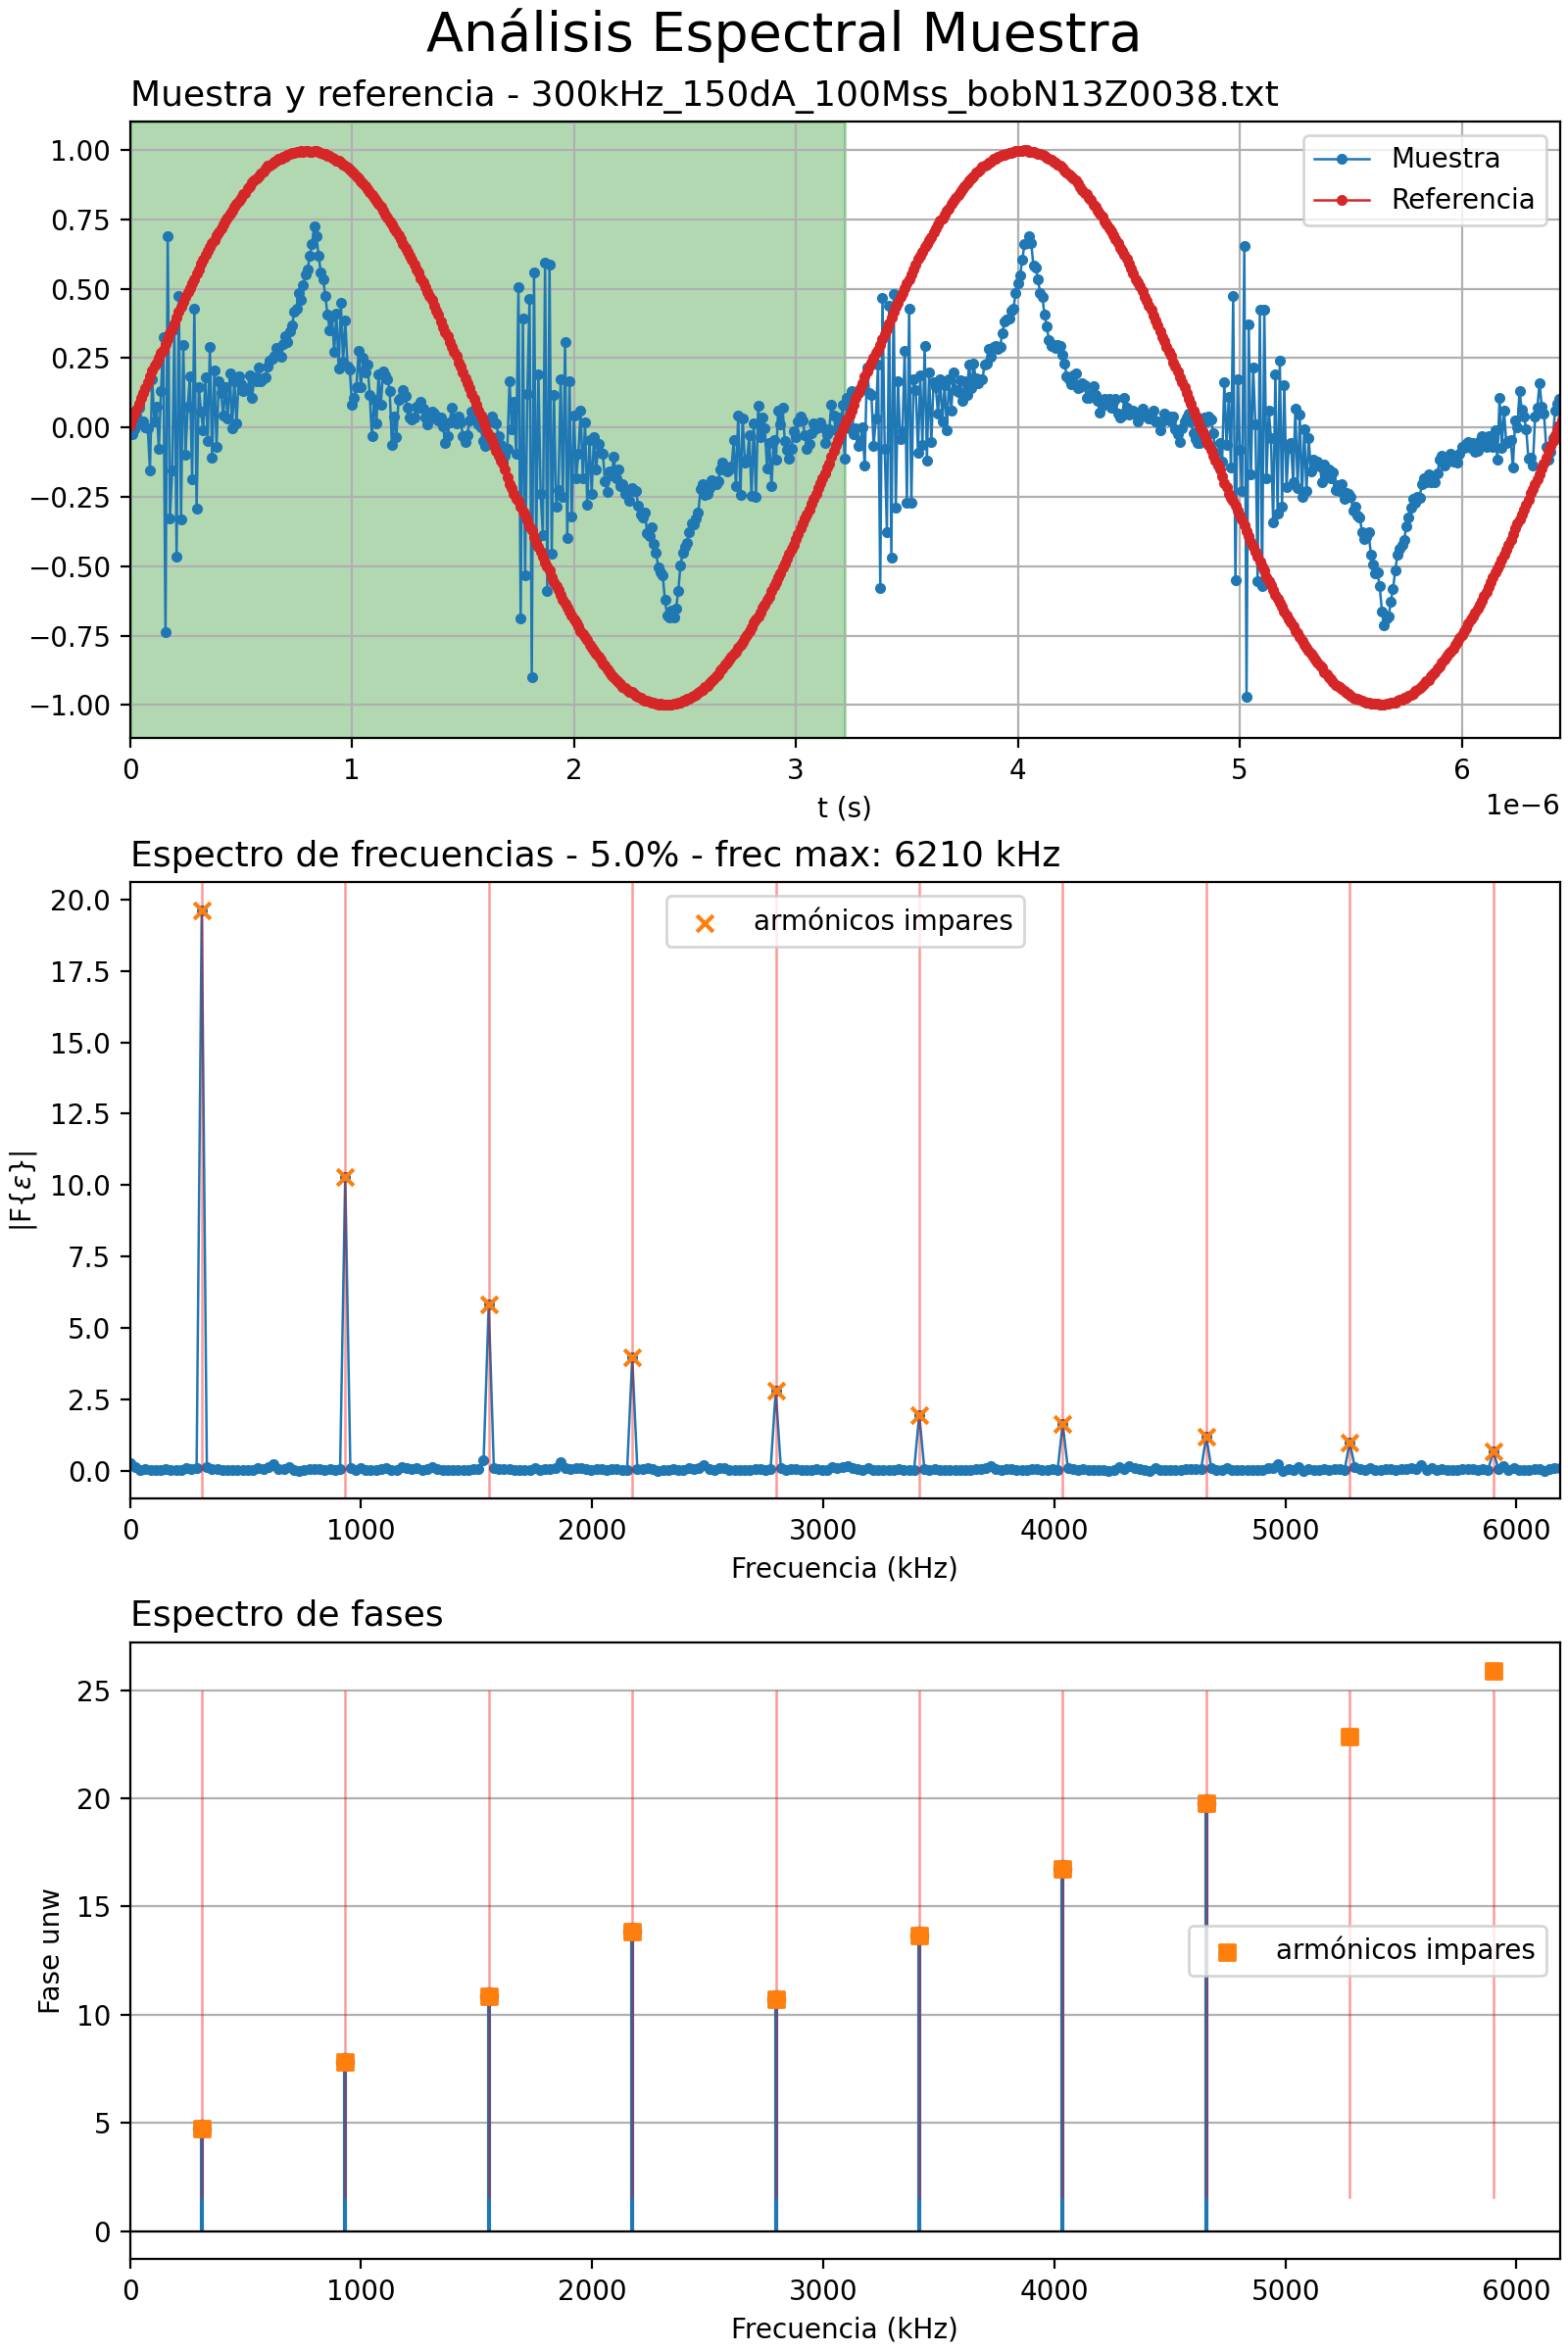 Análisis Espectral Muestra
Muestra y referencia - 300kHz_150dA_100Mss_bobN13Z0038.txt
1.00
0.75
0.50
0.25
0.00
−0.25
−0.50
−0.75
−1.00
Muestra
Referencia
0 1 2 3 4 5 6
1e−6
t (s)
Espectro de frecuencias - 5.0% - frec max: 6210 kHz
20.0
17.5
15.0
12.5
10.0
7.5
5.0
2.5
0.0
|F{ε}|
armónicos impares
0 1000 2000 3000 4000 5000 6000
Frecuencia (kHz)
Espectro de fases
25
20
15
10
5
0
Fase unw
armónicos impares
0 1000 2000 3000 4000 5000 6000
Frecuencia (kHz)